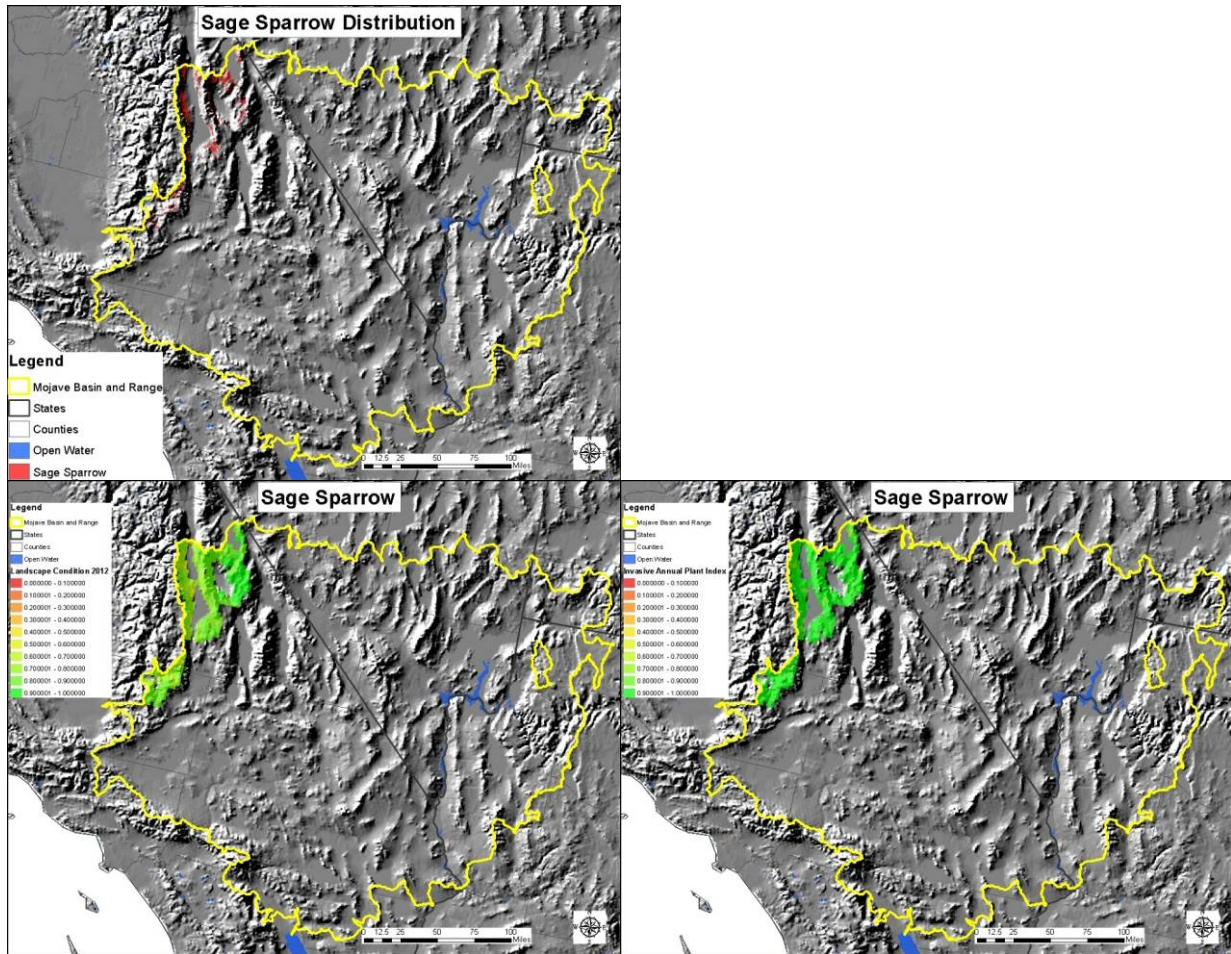 Sage Sparrow Distribution
Legend
Mojave Basin and Range
States
Counties
Open Water
Sage Sparrow
0 12.5 25 50 75 100
Miles
Sage Sparrow
Legend
Mojave Basin and Range
States
Counties
Open Water
Landscape Condition 2012
0.000000 - 0.100000
0.100001 - 0.200000
0.200001 - 0.300000
0.300001 - 0.400000
0.400001 - 0.500000
0.500001 - 0.600000
0.600001 - 0.700000
0.700001 - 0.800000
0.800001 - 0.900000
0.900001 - 1.000000
0 12.5 25 50 75 100
Miles
Sage Sparrow
Legend
Mojave Basin and Range
States
Counties
Open Water
Invasive Annual Plant Index
0.000000 - 0.100000
0.100001 - 0.200000
0.200001 - 0.300000
0.300001 - 0.400000
0.400001 - 0.500000
0.500001 - 0.600000
0.600001 - 0.700000
0.700001 - 0.800000
0.800001 - 0.900000
0.900001 - 1.000000
0 12.5 25 50 75 100
Miles